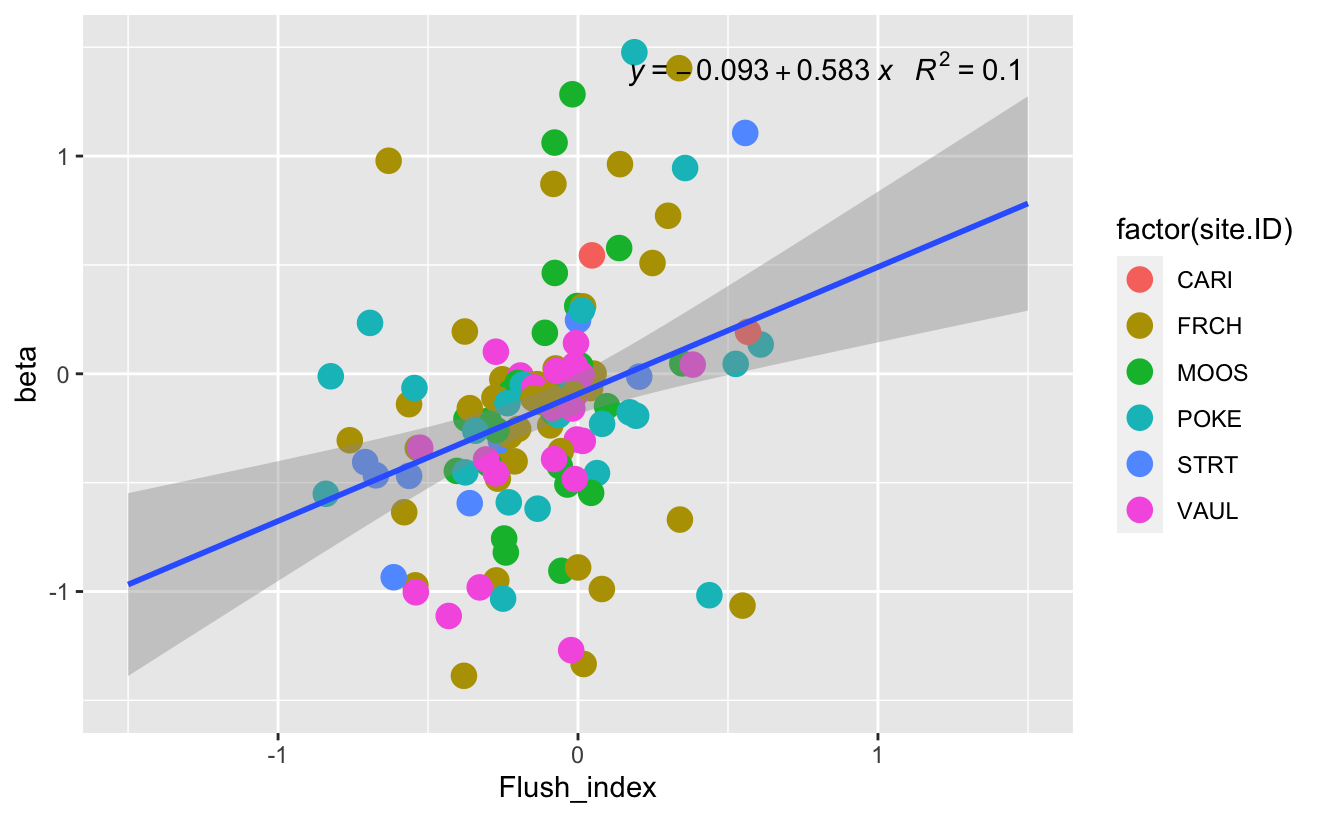 y = −0.093 + 0.583 x R² = 0.1
1
0
-1
beta
-1 0 1
Flush_index
factor(site.ID)
CARI
FRCH
MOOS
POKE
STRT
VAUL